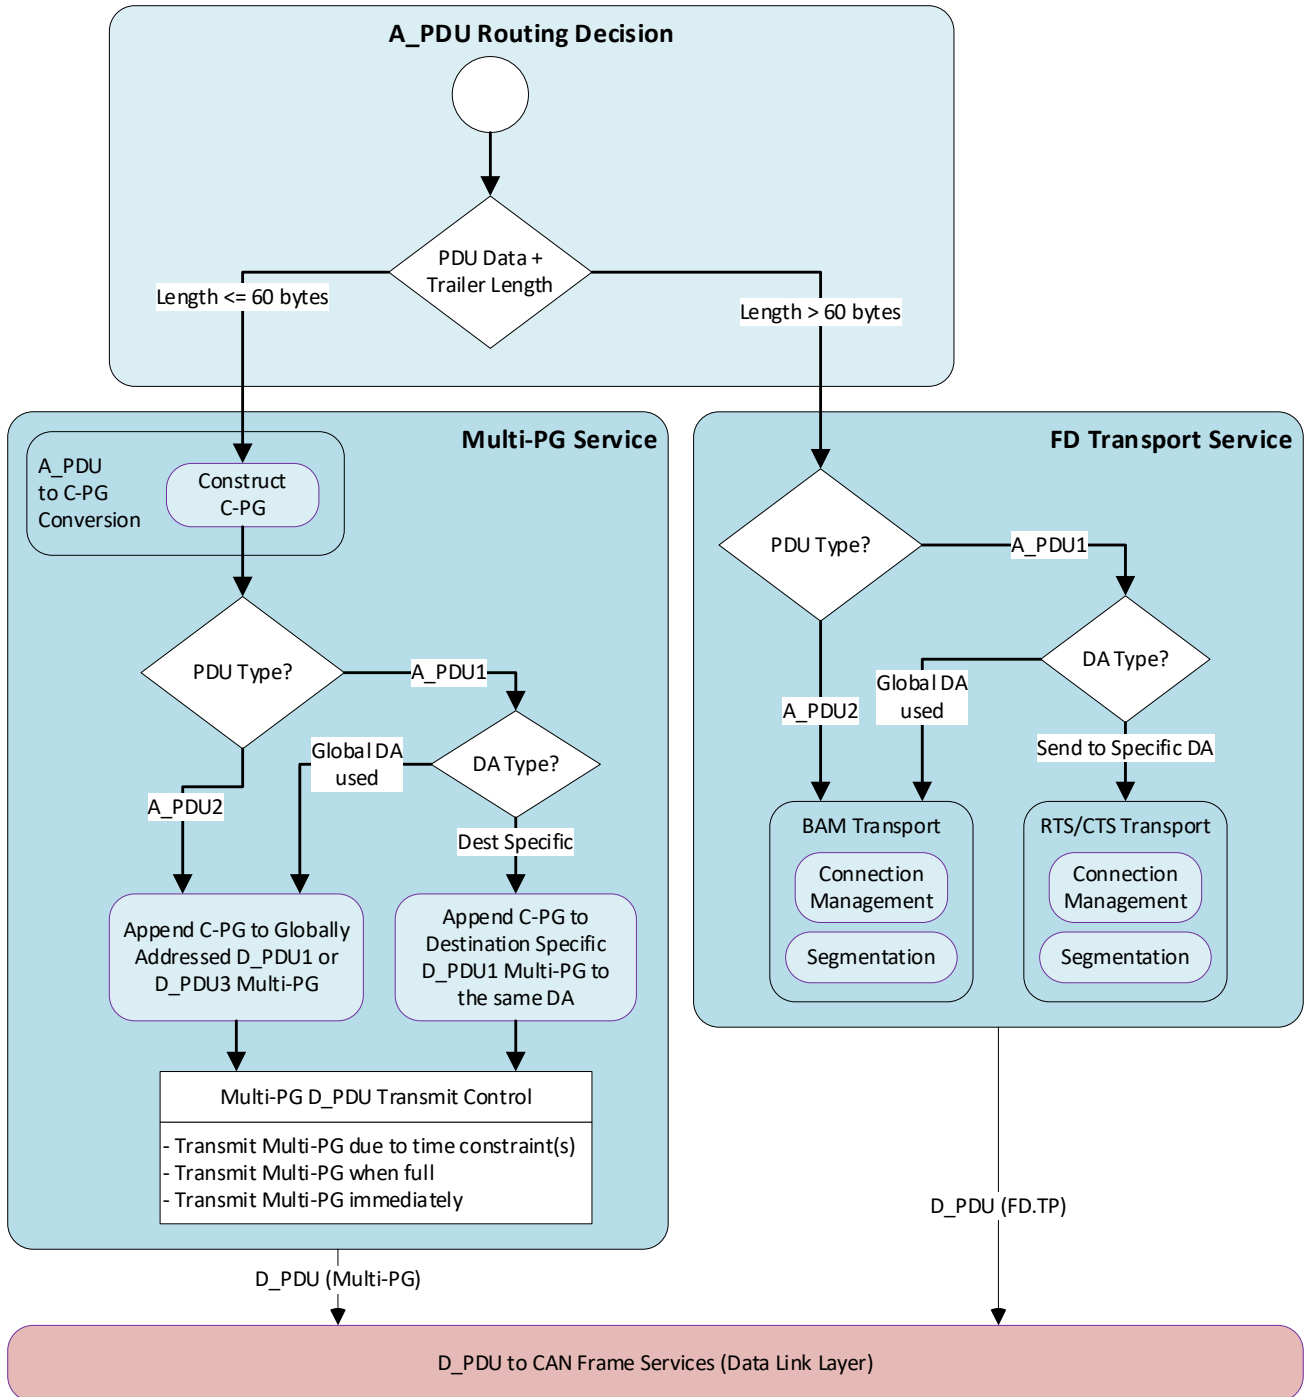 A_PDU Routing Decision
PDU Data +
Trailer Length
Length <= 60 bytes
Length > 60 bytes
Multi-PG Service
A_PDU
to C-PG
Conversion
Construct
C-PG
PDU Type?
A_PDU1
DA Type?
Global DA
used
A_PDU2
Dest Specific
Append C-PG to Globally
Addressed D_PDU1 or
D_PDU3 Multi-PG
Append C-PG to
Destination Specific
D_PDU1 Multi-PG to
the same DA
Multi-PG D_PDU Transmit Control
- Transmit Multi-PG due to time constraint(s)
- Transmit Multi-PG when full
- Transmit Multi-PG immediately
D_PDU (Multi-PG)
FD Transport Service
PDU Type?
A_PDU1
DA Type?
Global DA
used
A_PDU2
Send to Specific DA
BAM Transport
Connection
Management
Segmentation
RTS/CTS Transport
Connection
Management
Segmentation
D_PDU (FD.TP)
D_PDU to CAN Frame Services (Data Link Layer)